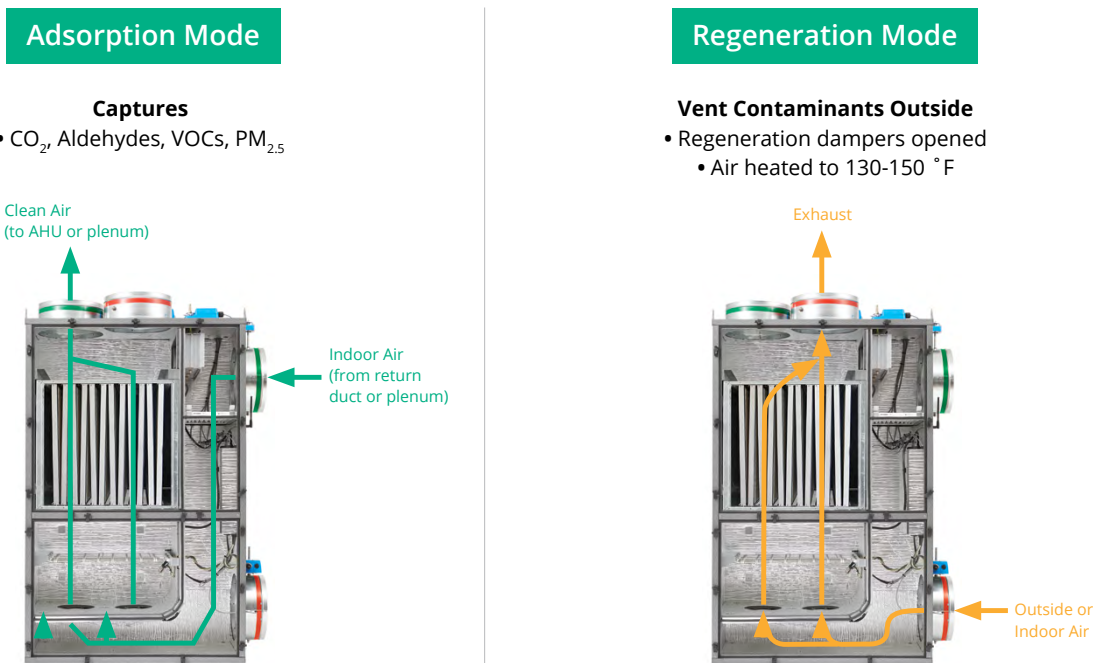 Adsorption Mode
Captures
• CO₂, Aldehydes, VOCs, PM₂.₅
Clean Air
(to AHU or plenum)
Indoor Air
(from return
duct or plenum)
Regeneration Mode
Vent Contaminants Outside
• Regeneration dampers opened
• Air heated to 130-150 ˚F
Exhaust
Outside or
Indoor Air